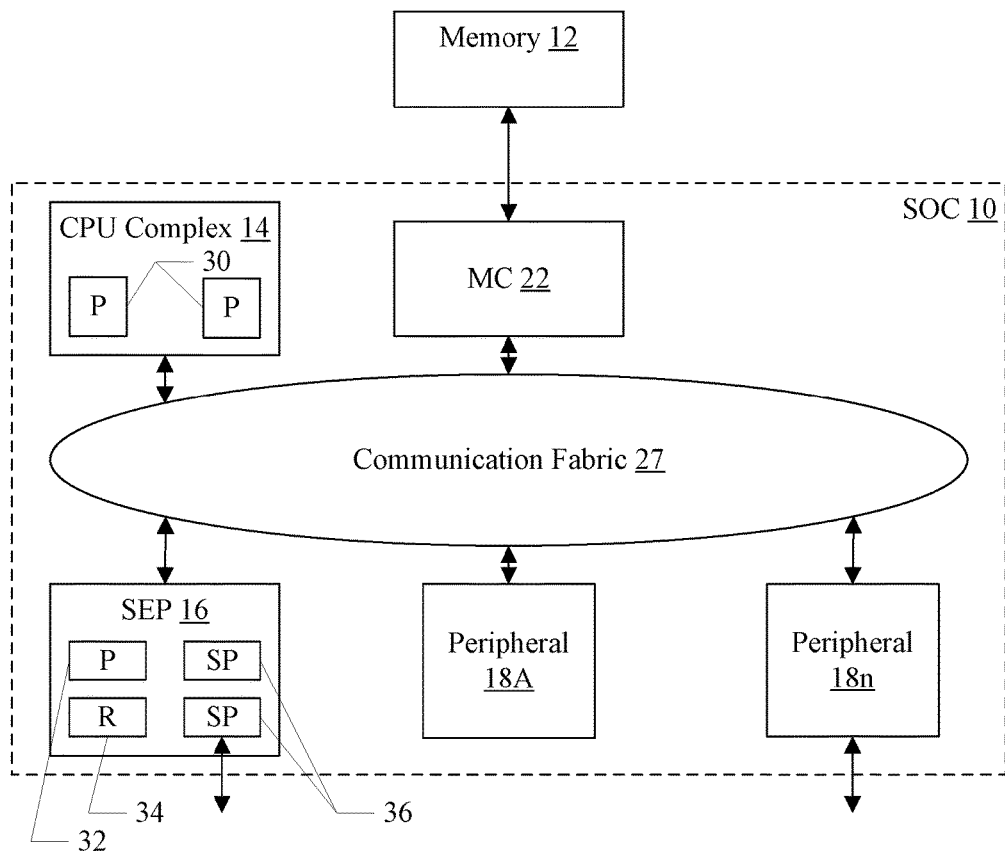 Memory 12
SOC 10
CPU Complex 14
30
P
P
MC 22
Communication Fabric 27
SEP 16
P
SP
R
SP
Peripheral
18A
Peripheral
18n
34
36
32